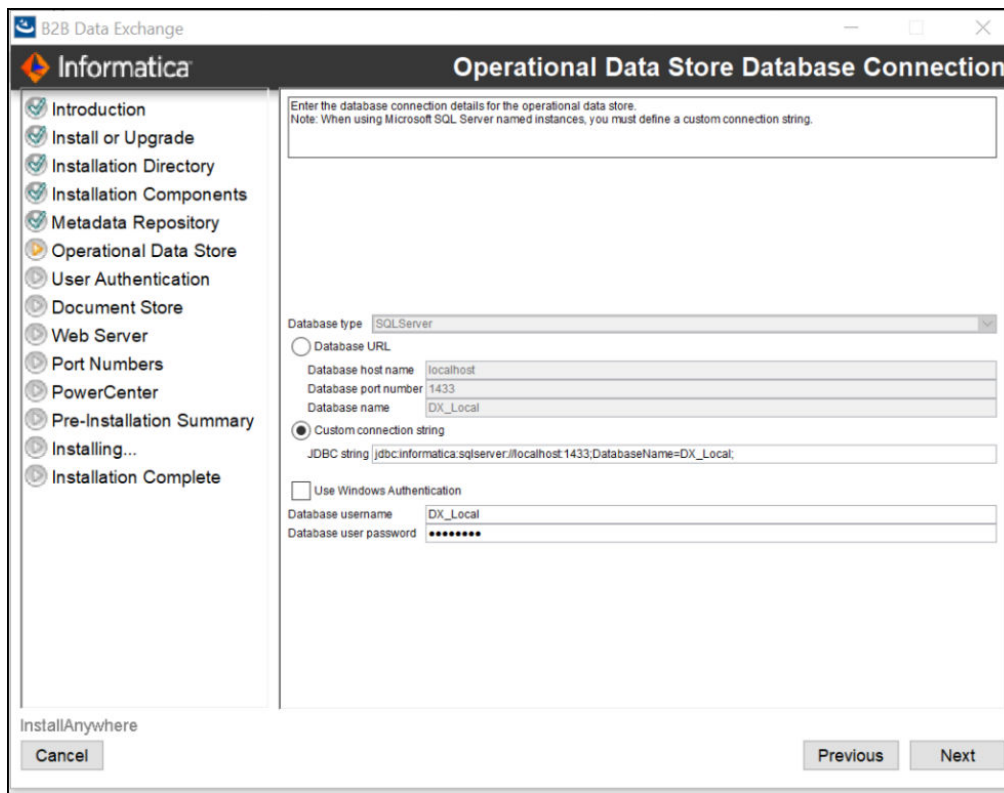 B2B Data Exchange
Informatica
Operational Data Store Database Connection
Introduction
Install or Upgrade
Installation Directory
Installation Components
Metadata Repository
Operational Data Store
User Authentication
Document Store
Web Server
Port Numbers
PowerCenter
Pre-Installation Summary
Installing...
Installation Complete
Enter the database connection details for the operational data store.
Note: When using Microsoft SQL Server named instances, you must define a custom connection string.
Database type SQLServer
Database URL
Database host name localhost
Database port number 1433
Database name DX_Local
Custom connection string
JDBC string jdbc:informatica:sqlserver://localhost:1433;DatabaseName=DX_Local;
Use Windows Authentication
Database username DX_Local
Database user password ••••••••
InstallAnywhere
Cancel Previous Next